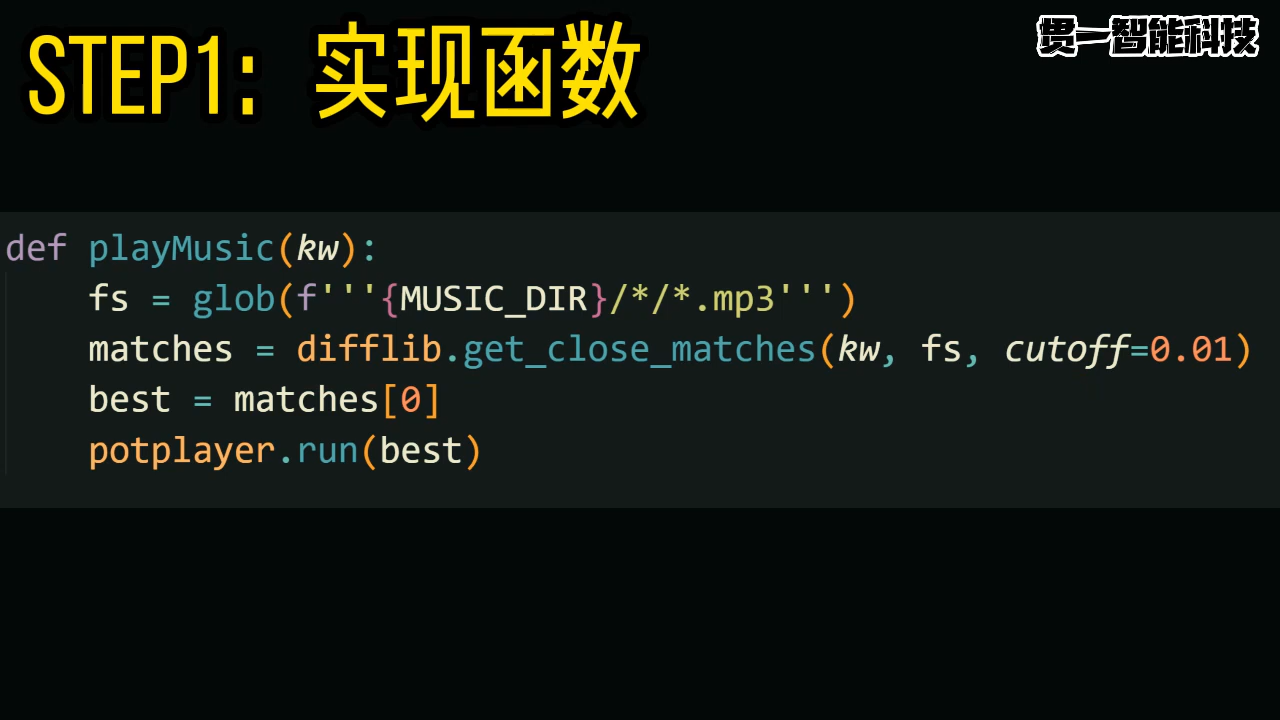 STEP1：实现函数
贯一智能科技
def playMusic(kw):
    fs = glob(f'''{MUSIC_DIR}/*/*.mp3''')
    matches = difflib.get_close_matches(kw, fs, cutoff=0.01)
    best = matches[0]
    potplayer.run(best)